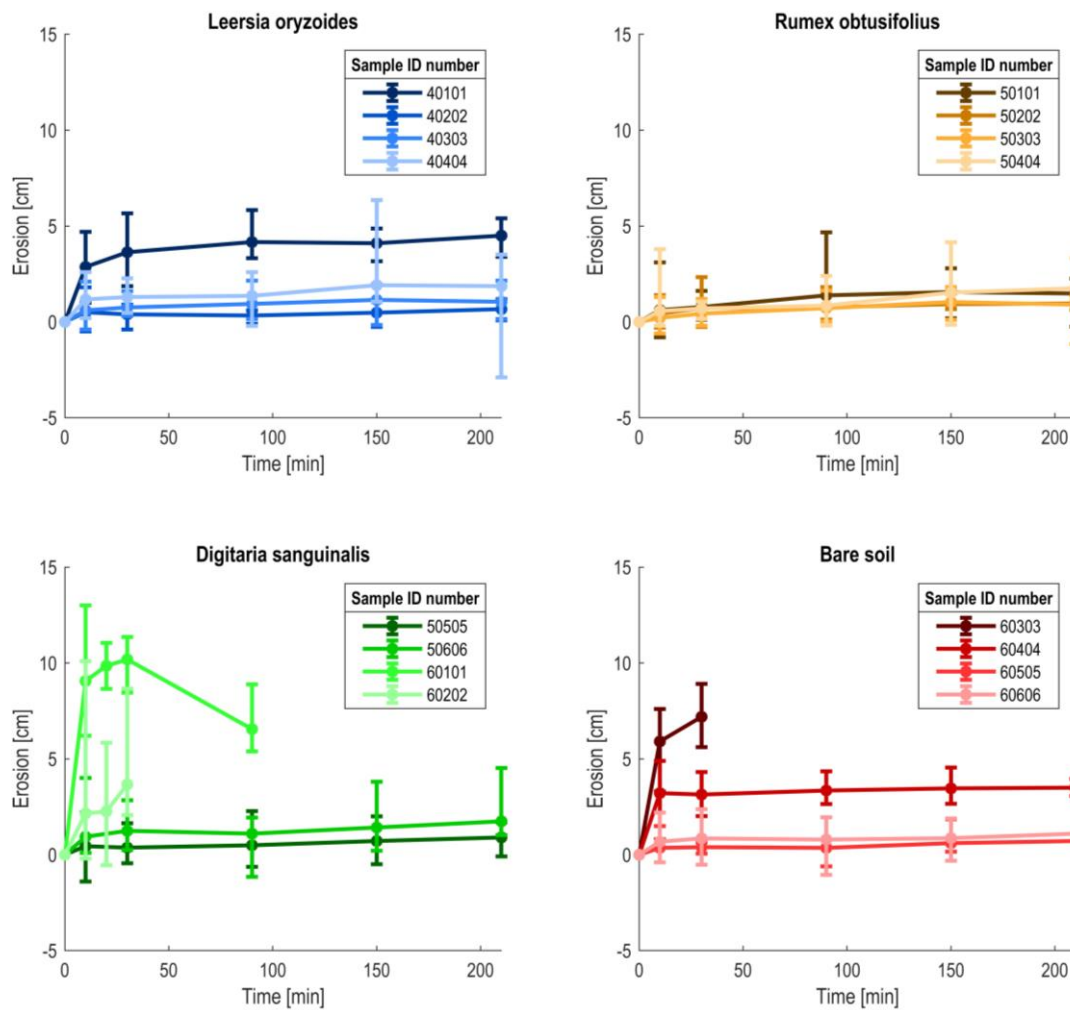 Leersia oryzoides
15
10
5
0
-5
Erosion [cm]
0 50 100 150 200
Time [min]
Sample ID number
40101
40202
40303
40404
Rumex obtusifolius
15
10
5
0
-5
Erosion [cm]
0 50 100 150 200
Time [min]
Sample ID number
50101
50202
50303
50404
Digitaria sanguinalis
15
10
5
0
-5
Erosion [cm]
0 50 100 150 200
Time [min]
Sample ID number
50505
50606
60101
60202
Bare soil
15
10
5
0
-5
Erosion [cm]
0 50 100 150 200
Time [min]
Sample ID number
60303
60404
60505
60606